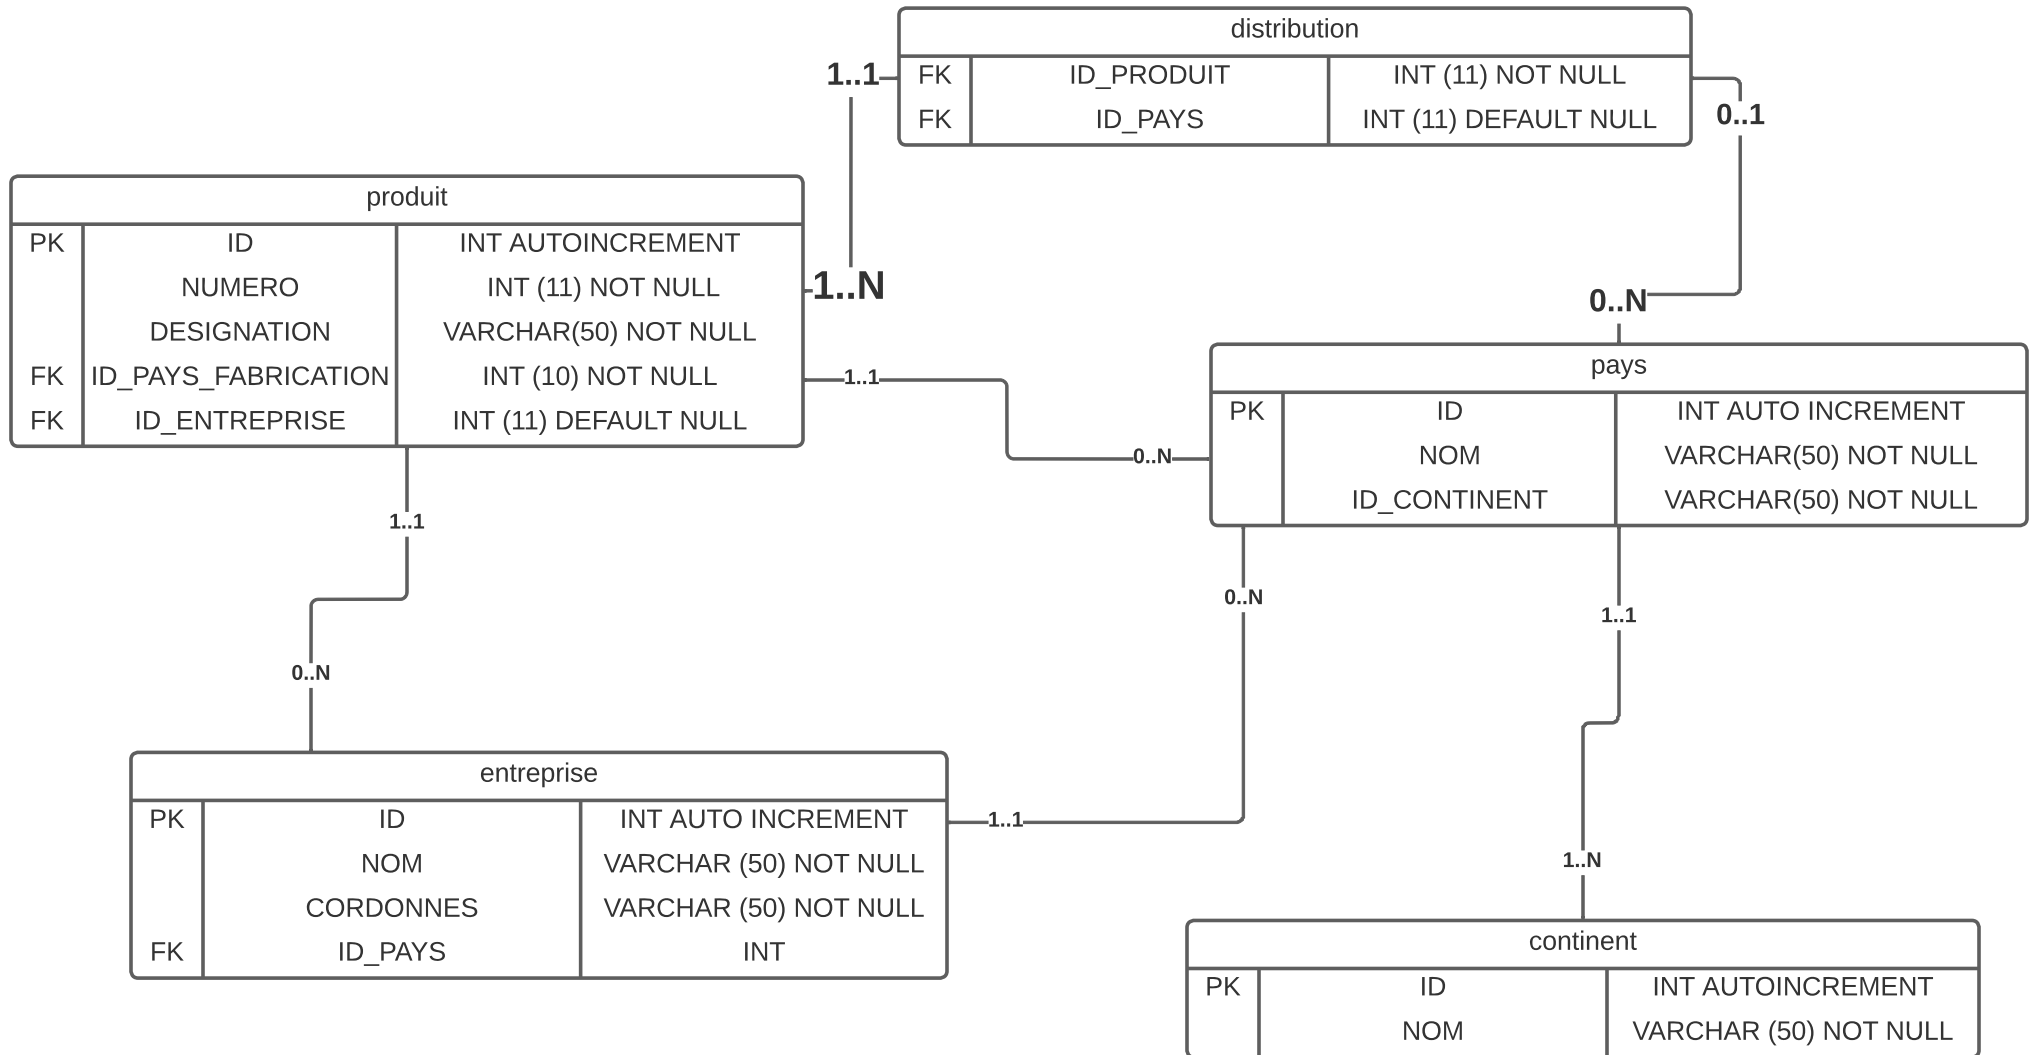 distribution
1..1
FK ID_PRODUIT INT (11) NOT NULL
FK ID_PAYS INT (11) DEFAULT NULL
0..1
produit
PK ID INT AUTOINCREMENT
NUMERO INT (11) NOT NULL
DESIGNATION VARCHAR(50) NOT NULL
FK ID_PAYS_FABRICATION INT (10) NOT NULL
FK ID_ENTREPRISE INT (11) DEFAULT NULL
1..N
0..N
1..1
0..N
pays
PK ID INT AUTO INCREMENT
NOM VARCHAR(50) NOT NULL
ID_CONTINENT VARCHAR(50) NOT NULL
1..1
0..N
0..N
1..1
entreprise
PK ID INT AUTO INCREMENT
NOM VARCHAR (50) NOT NULL
CORDONNES VARCHAR (50) NOT NULL
FK ID_PAYS INT
1..1
1..N
continent
PK ID INT AUTOINCREMENT
NOM VARCHAR (50) NOT NULL